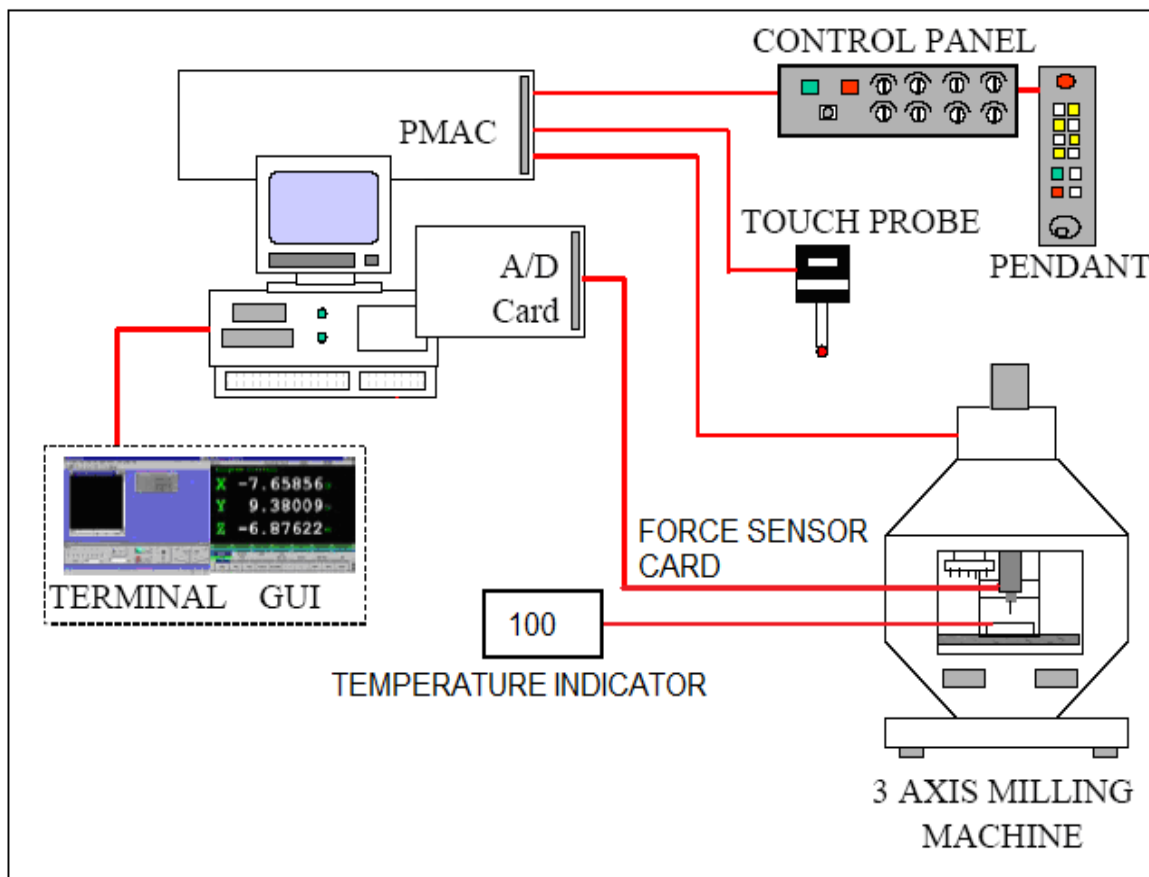 CONTROL PANEL
PMAC
TOUCH PROBE
PENDANT
A/D
Card
X -7.65856
Y 9.38009
Z -6.87622
FORCE SENSOR
CARD
TERMINAL GUI
100
TEMPERATURE INDICATOR
3 AXIS MILLING
MACHINE